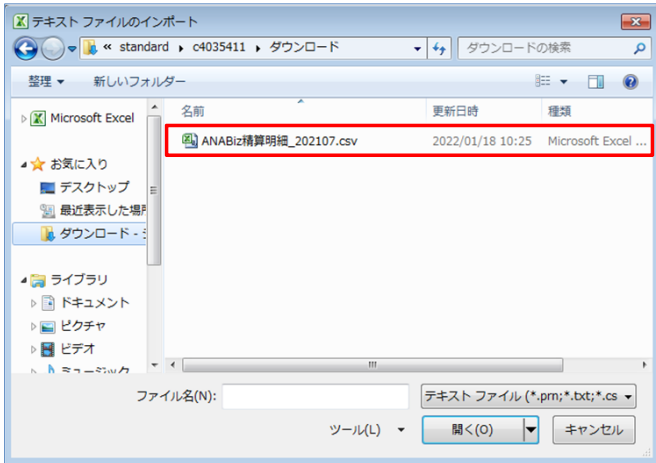 テキスト ファイルのインポート
« standard ▸ c4035411 ▸ ダウンロード
ダウンロードの検索
整理 ▼ 新しいフォルダー
名前 更新日時 種類
Microsoft Excel
ANABiz精算明細_202107.csv 2022/01/18 10:25 Microsoft Excel ...
お気に入り
デスクトップ
最近表示した場所
ダウンロード -
ライブラリ
ドキュメント
ピクチャ
ビデオ
ミュージック
ファイル名(N):
テキスト ファイル (*.prn;*.txt;*.cs
ツール(L) ▼
開く(O)
キャンセル